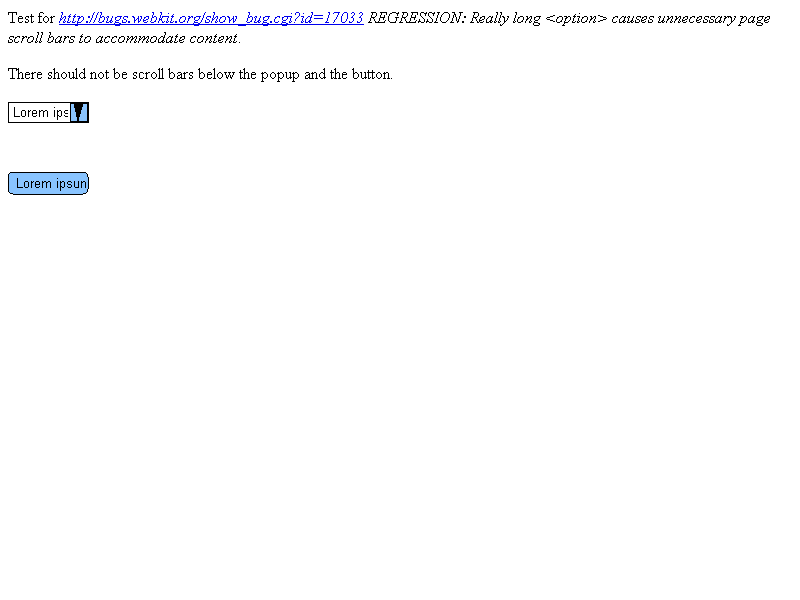 Test for http://bugs.webkit.org/show_bug.cgi?id=17033 REGRESSION: Really long <option> causes unnecessary page
scroll bars to accommodate content.
There should not be scroll bars below the popup and the button.
Lorem ips
Lorem ipsun